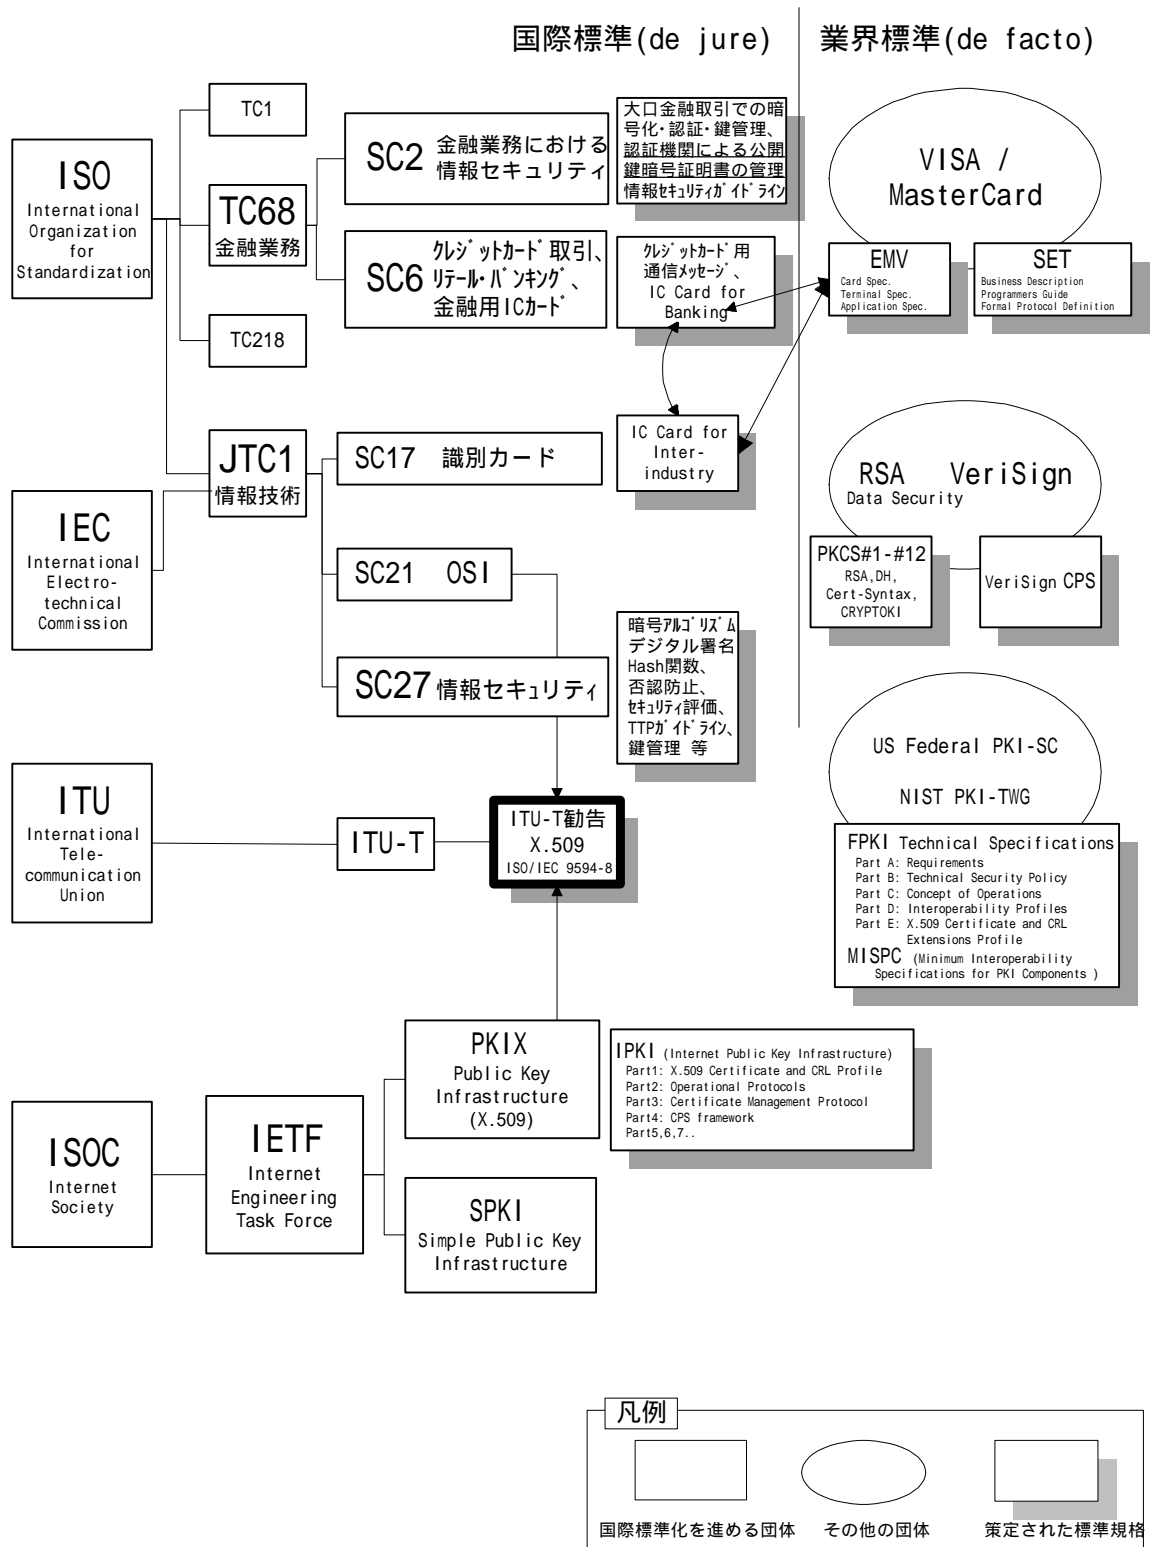 国際標準(de jure)
業界標準(de facto)
ISO
International
Organization
for
Standardization
TC1
TC68
金融業務
TC218
SC2 金融業務における
情報セキュリティ
SC6 クレジットカード取引、
リテール・バンキング、
金融用ICカード
大口金融取引での暗
号化・認証・鍵管理、
認証機関による公開
鍵暗号証明書の管理
情報セキュリティガイドライン
クレジットカード用
通信メッセージ、
IC Card for
Banking
VISA /
MasterCard
EMV
Card Spec.
Terminal Spec.
Application Spec.
SET
Business Description
Programmers Guide
Formal Protocol Definition
IEC
International
Electro-
technical
Commission
JTC1
情報技術
SC17 識別カード
SC21 OSI
SC27 情報セキュリティ
IC Card for
Inter-
industry
暗号アルゴリズム
デジタル署名
Hash関数、
否認防止、
セキュリティ評価、
TTPガイドライン、
鍵管理 等
RSA VeriSign
Data Security
PKCS#1-#12
RSA,DH,
Cert-Syntax,
CRYPTOKI
VeriSign CPS
ITU
International
Tele-
communication
Union
ITU-T
ITU-T勧告
X.509
ISO/IEC 9594-8
US Federal PKI-SC
NIST PKI-TWG
FPKI Technical Specifications
Part A: Requirements
Part B: Technical Security Policy
Part C: Concept of Operations
Part D: Interoperability Profiles
Part E: X.509 Certificate and CRL
Extensions Profile
MISPC (Minimum Interoperability
Specifications for PKI Components )
ISOC
Internet
Society
IETF
Internet
Engineering
Task Force
PKIX
Public Key
Infrastructure
(X.509)
SPKI
Simple Public Key
Infrastructure
IPKI (Internet Public Key Infrastructure)
Part1: X.509 Certificate and CRL Profile
Part2: Operational Protocols
Part3: Certificate Management Protocol
Part4: CPS framework
Part5,6,7..
凡例
国際標準化を進める団体
その他の団体
策定された標準規格